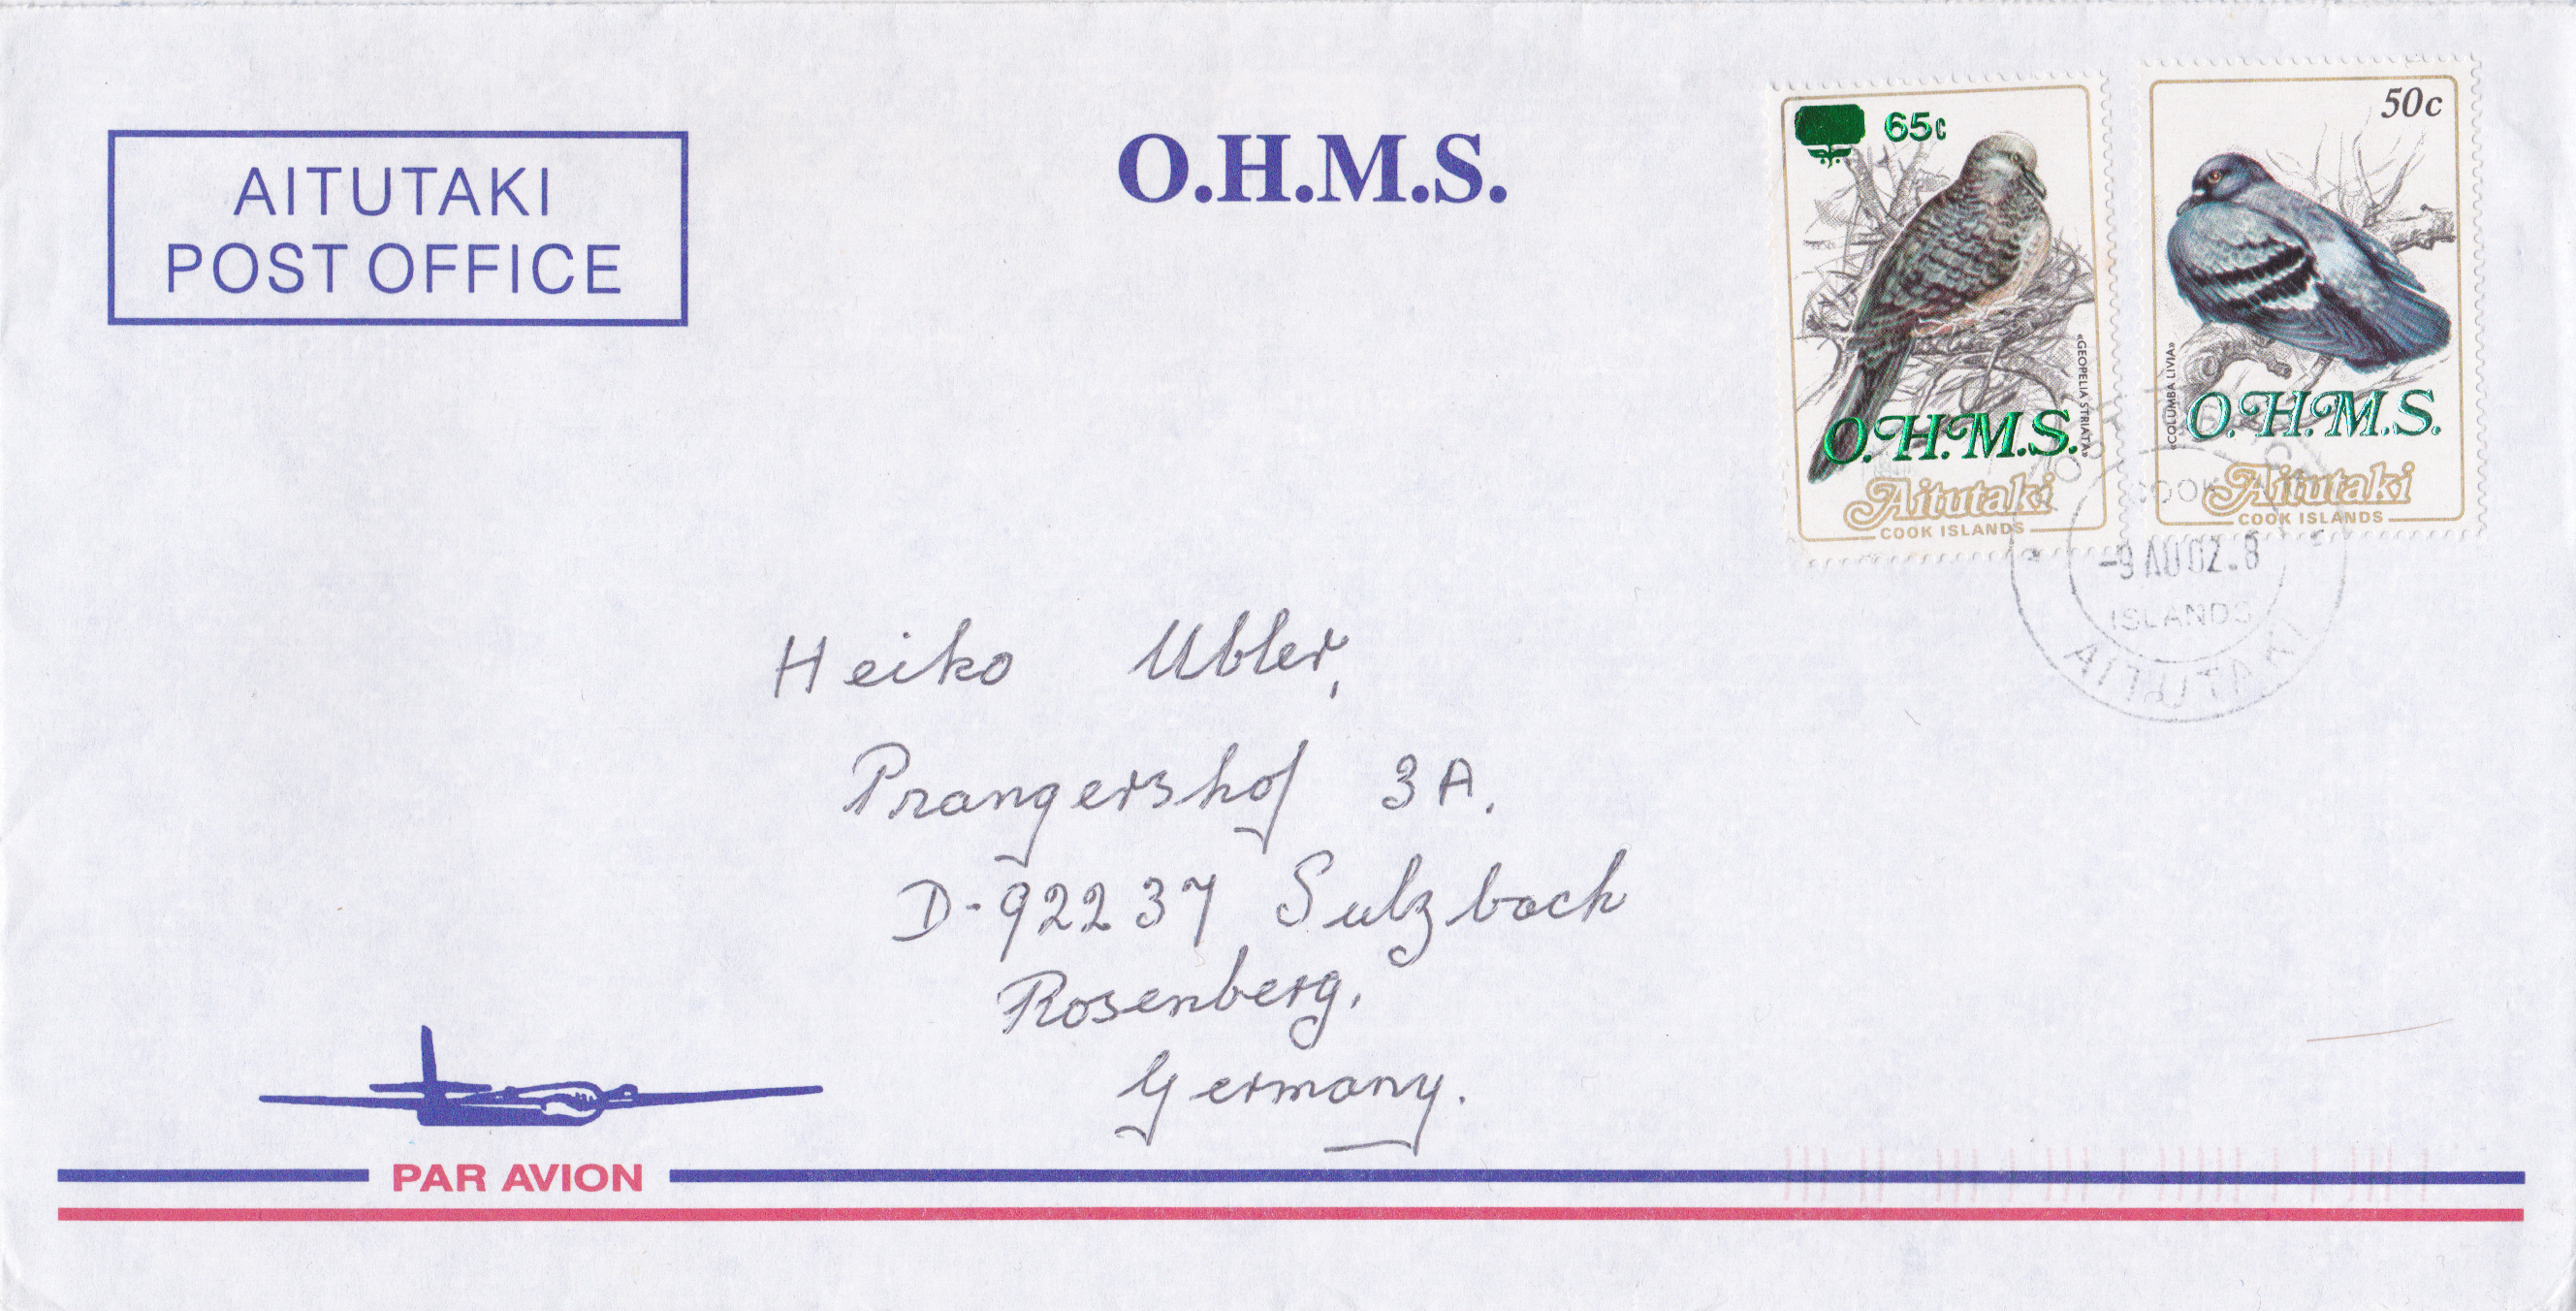 AITUTAKI
POST OFFICE
O.H.M.S.
65c
«GEOPELIA STRIATA»
O.H.M.S.
Aitutaki
COOK ISLANDS
50c
«COLUMBA LIVIA»
O.H.M.S.
Aitutaki
COOK ISLANDS
COOK
-9 AU 02.8
ISLANDS
AITUTAKI
Heiko Ubler,
Prangershof 3A.
D-92237 Sulzbach
Rosenberg.
Germany.
PAR AVION